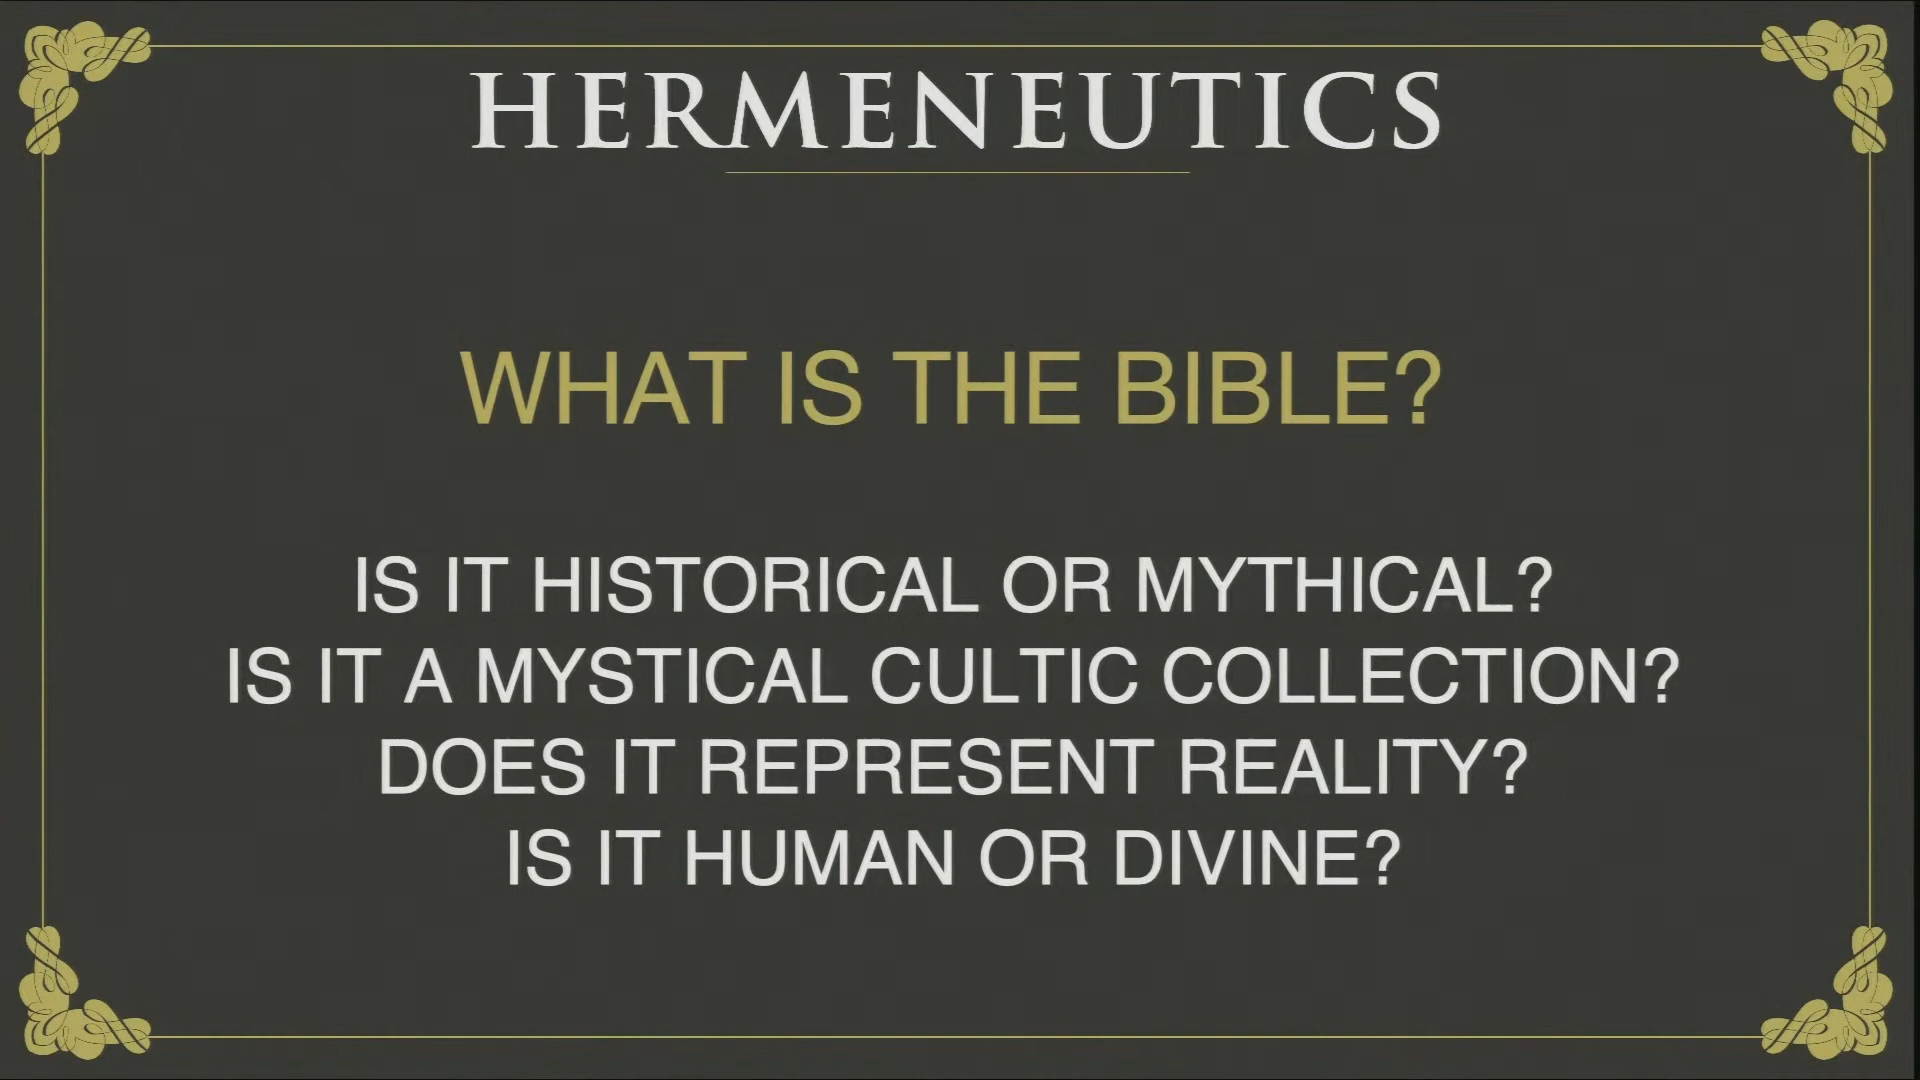 HERMENEUTICS
WHAT IS THE BIBLE?
IS IT HISTORICAL OR MYTHICAL?
IS IT A MYSTICAL CULTIC COLLECTION?
DOES IT REPRESENT REALITY?
IS IT HUMAN OR DIVINE?